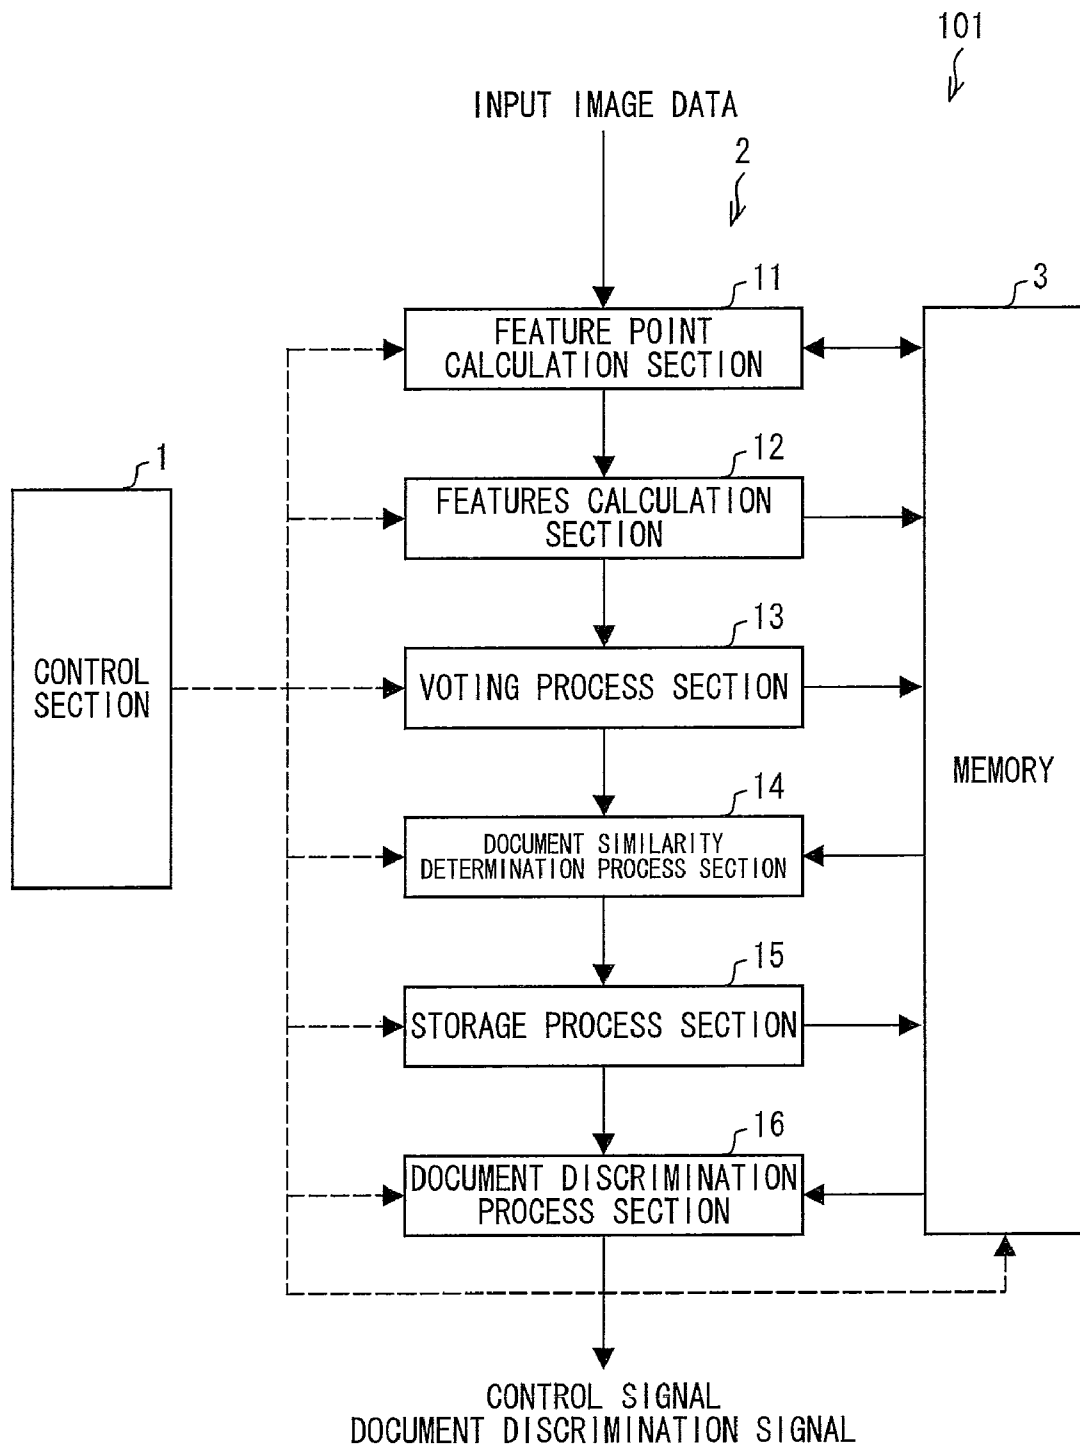 101
INPUT IMAGE DATA
2
11
3
FEATURE POINT
CALCULATION SECTION
1
12
FEATURES CALCULATION
SECTION
13
CONTROL
SECTION
VOTING PROCESS SECTION
MEMORY
14
DOCUMENT SIMILARITY
DETERMINATION PROCESS SECTION
15
STORAGE PROCESS SECTION
16
DOCUMENT DISCRIMINATION
PROCESS SECTION
CONTROL SIGNAL
DOCUMENT DISCRIMINATION SIGNAL